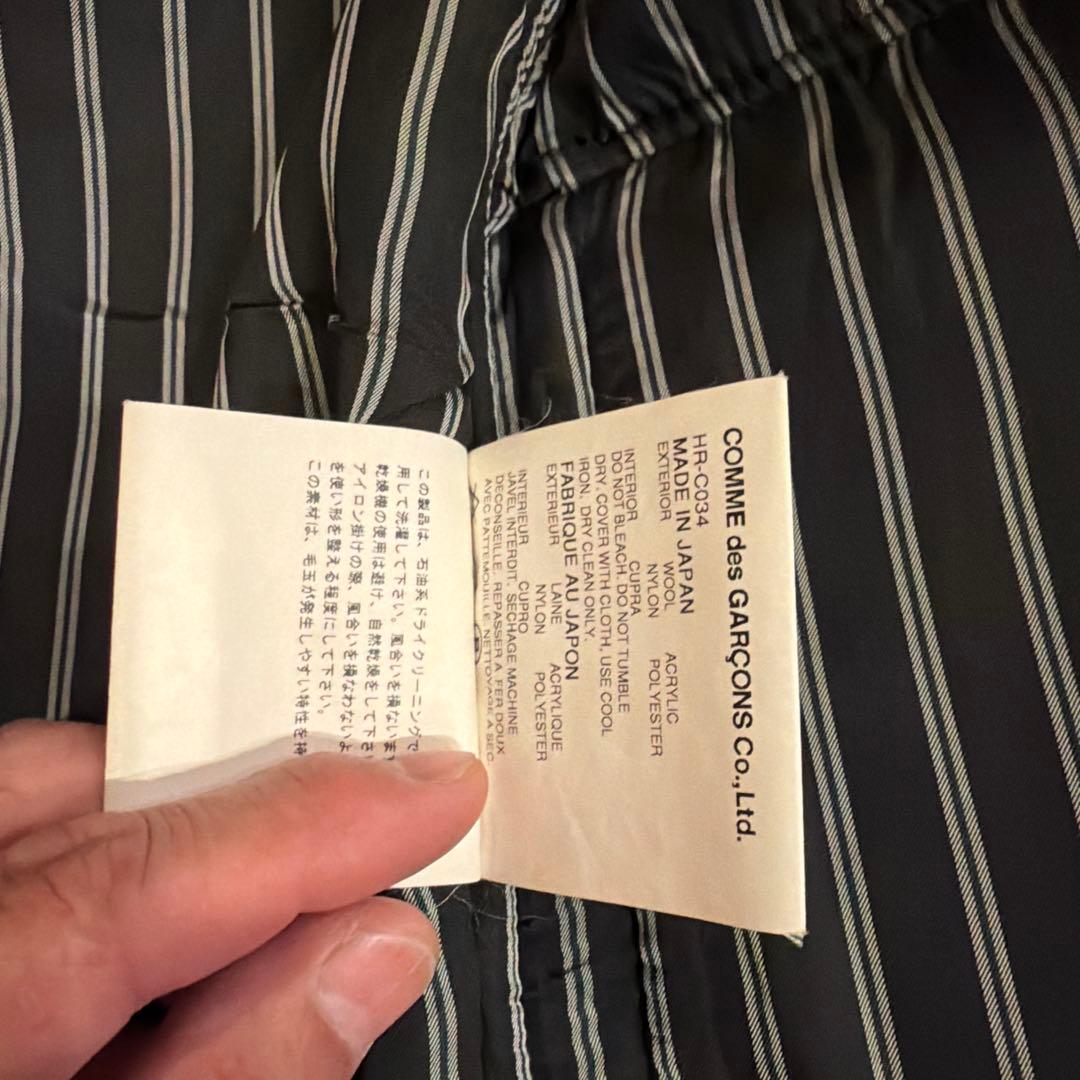 COMME des GARÇONS Co., Ltd.
HR-C034
MADE IN JAPAN
EXTERIOR WOOL ACRYLIC
NYLON POLYESTER
INTERIOR CUPRA
DO NOT BLEACH. DO NOT TUMBLE
DRY. COVER WITH CLOTH, USE COOL
IRON. DRY CLEAN ONLY.
FABRIQUE AU JAPON
EXTERIEUR LAINE ACRYLIQUE
NYLON POLYESTER
INTERIEUR CUPRO
JAVEL INTERDIT. SECHAGE MACHINE
DECONSEILLE. REPASSER A FER DOUX
AVEC PATTEMOUILLE. NETTOYAGE A SEC
この製品は、石油系ドライクリーニングで
用して洗濯して下さい。風合いを損ないま
乾燥機の使用は避け、自然乾燥をして下さ
アイロン掛けの際、風合いを損なわないよ
を使い形を整える程度にして下さい。
この素材は、毛玉が発生しやすい特性を持